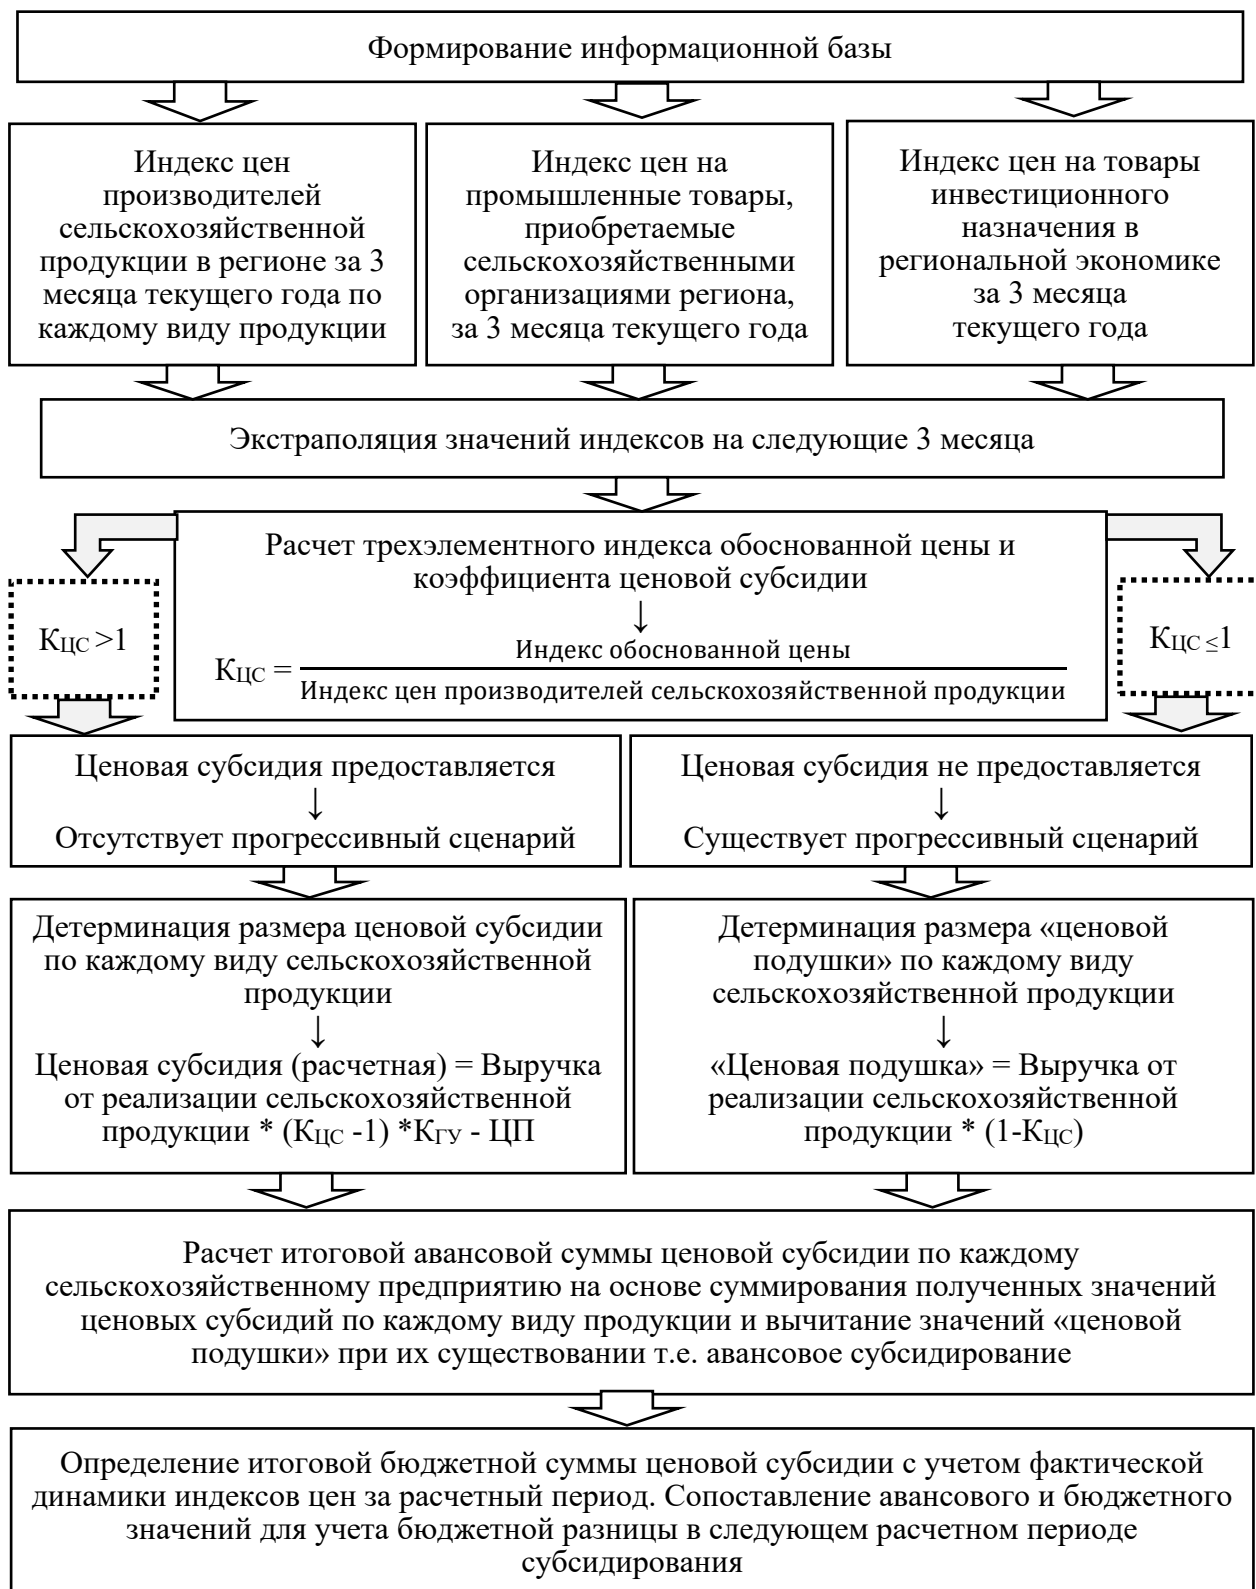 Формирование информационной базы
Индекс цен
производителей
сельскохозяйственной
продукции в регионе за 3
месяца текущего года по
каждому виду продукции
Индекс цен на
промышленные товары,
приобретаемые
сельскохозяйственными
организациями региона,
за 3 месяца текущего года
Индекс цен на товары
инвестиционного
назначения в
региональной экономике
за 3 месяца
текущего года
Экстраполяция значений индексов на следующие 3 месяца
Расчет трехэлементного индекса обоснованной цены и
коэффициента ценовой субсидии
↓
Индекс обоснованной цены
КЦС =
Индекс цен производителей сельскохозяйственной продукции
КЦС >1
КЦС ≤1
Ценовая субсидия предоставляется
↓
Отсутствует прогрессивный сценарий
Ценовая субсидия не предоставляется
↓
Существует прогрессивный сценарий
Детерминация размера ценовой субсидии
по каждому виду сельскохозяйственной
продукции
↓
Ценовая субсидия (расчетная) = Выручка
от реализации сельскохозяйственной
продукции * (КЦС -1) *КГУ - ЦП
Детерминация размера «ценовой
подушки» по каждому виду
сельскохозяйственной продукции
↓
«Ценовая подушка» = Выручка от
реализации сельскохозяйственной
продукции * (1-КЦС)
Расчет итоговой авансовой суммы ценовой субсидии по каждому
сельскохозяйственному предприятию на основе суммирования полученных значений
ценовых субсидий по каждому виду продукции и вычитание значений «ценовой
подушки» при их существовании т.е. авансовое субсидирование
Определение итоговой бюджетной суммы ценовой субсидии с учетом фактической
динамики индексов цен за расчетный период. Сопоставление авансового и бюджетного
значений для учета бюджетной разницы в следующем расчетном периоде
субсидирования